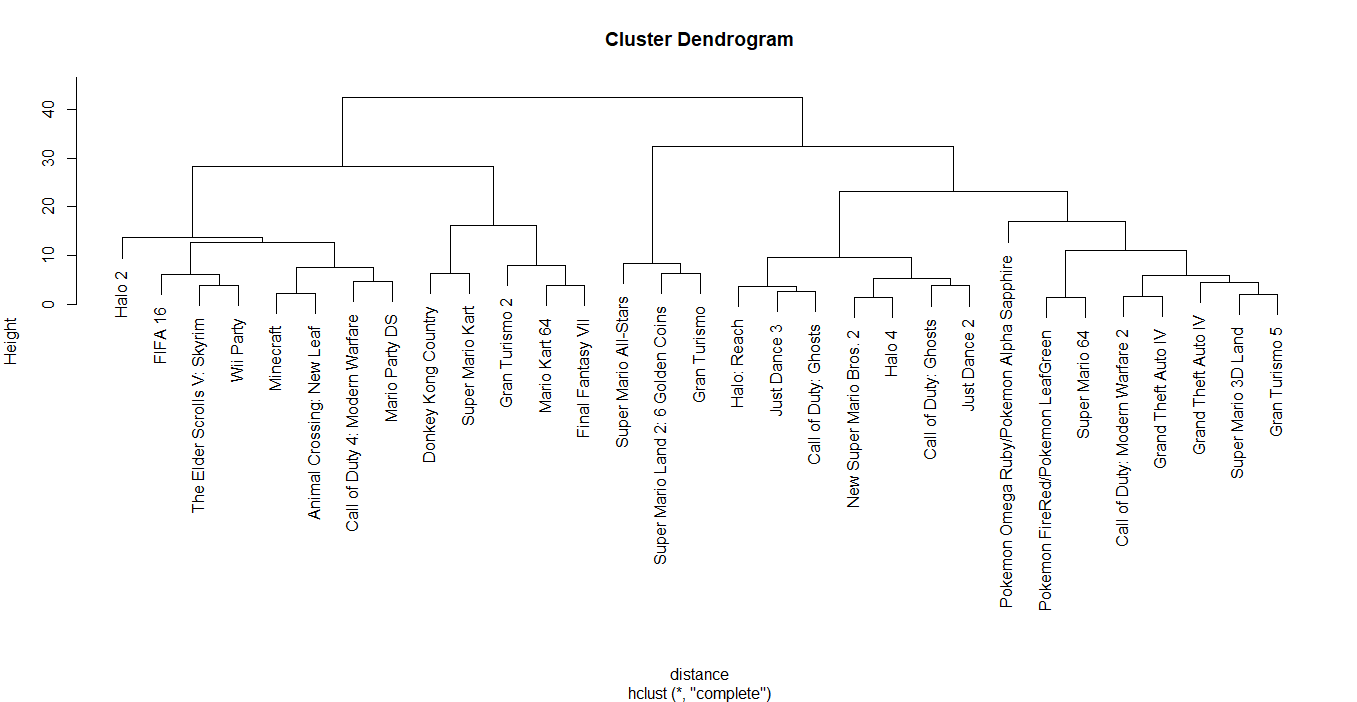 Cluster Dendrogram
Height
40
30
20
10
0
Halo 2
FIFA 16
The Elder Scrolls V: Skyrim
Wii Party
Minecraft
Animal Crossing: New Leaf
Call of Duty 4: Modern Warfare
Mario Party DS
Donkey Kong Country
Super Mario Kart
Gran Turismo 2
Mario Kart 64
Final Fantasy VII
Super Mario All-Stars
Super Mario Land 2: 6 Golden Coins
Gran Turismo
Halo: Reach
Just Dance 3
Call of Duty: Ghosts
New Super Mario Bros. 2
Halo 4
Call of Duty: Ghosts
Just Dance 2
Pokemon Omega Ruby/Pokemon Alpha Sapphire
Pokemon FireRed/Pokemon LeafGreen
Super Mario 64
Call of Duty: Modern Warfare 2
Grand Theft Auto IV
Grand Theft Auto IV
Super Mario 3D Land
Gran Turismo 5
distance
hclust (*, "complete")